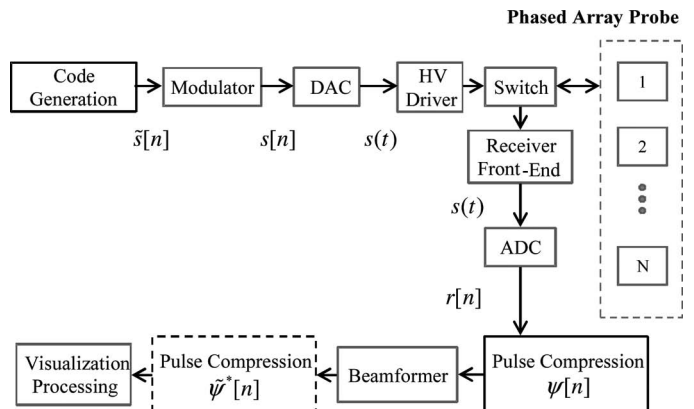 Phased Array Probe
Code
Generation
Modulator
DAC
HV
Driver
Switch
1
s̃[n]
s[n]
s(t)
Receiver
Front-End
2
s(t)
ADC
N
r[n]
Visualization
Processing
Pulse Compression
ψ̃*[n]
Beamformer
Pulse Compression
ψ[n]